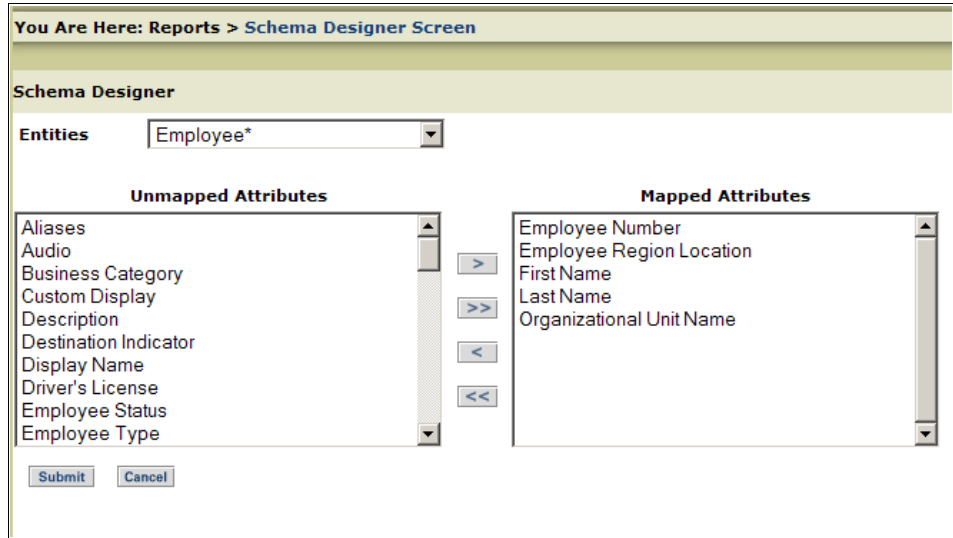 You Are Here: Reports > Schema Designer Screen
Schema Designer
Entities
Employee*
Unmapped Attributes
Aliases
Audio
Business Category
Custom Display
Description
Destination Indicator
Display Name
Driver's License
Employee Status
Employee Type
>
>>
<
<<
Mapped Attributes
Employee Number
Employee Region Location
First Name
Last Name
Organizational Unit Name
Submit
Cancel